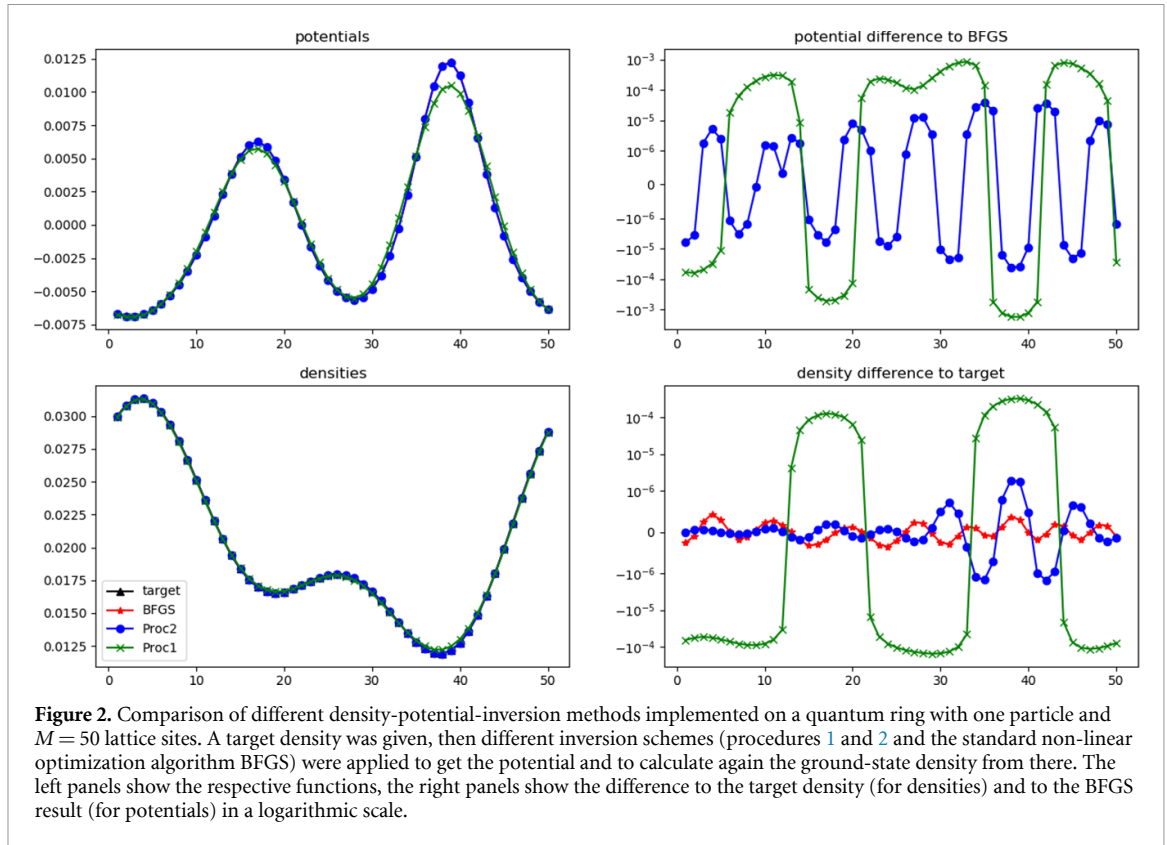 potentials
0.0125
0.0100
0.0075
0.0050
0.0025
0.0000
−0.0025
−0.0050
−0.0075
0 10 20 30 40 50
potential difference to BFGS
10⁻³
10⁻⁴
10⁻⁵
10⁻⁶
0
−10⁻⁶
−10⁻⁵
−10⁻⁴
−10⁻³
0 10 20 30 40 50
densities
0.0300
0.0275
0.0250
0.0225
0.0200
0.0175
0.0150
0.0125
target
BFGS
Proc2
Proc1
0 10 20 30 40 50
density difference to target
10⁻⁴
10⁻⁵
10⁻⁶
0
−10⁻⁶
−10⁻⁵
−10⁻⁴
0 10 20 30 40 50
Figure 2. Comparison of different density-potential-inversion methods implemented on a quantum ring with one particle and
M = 50 lattice sites. A target density was given, then different inversion schemes (procedures 1 and 2 and the standard non-linear
optimization algorithm BFGS) were applied to get the potential and to calculate again the ground-state density from there. The
left panels show the respective functions, the right panels show the difference to the target density (for densities) and to the BFGS
result (for potentials) in a logarithmic scale.